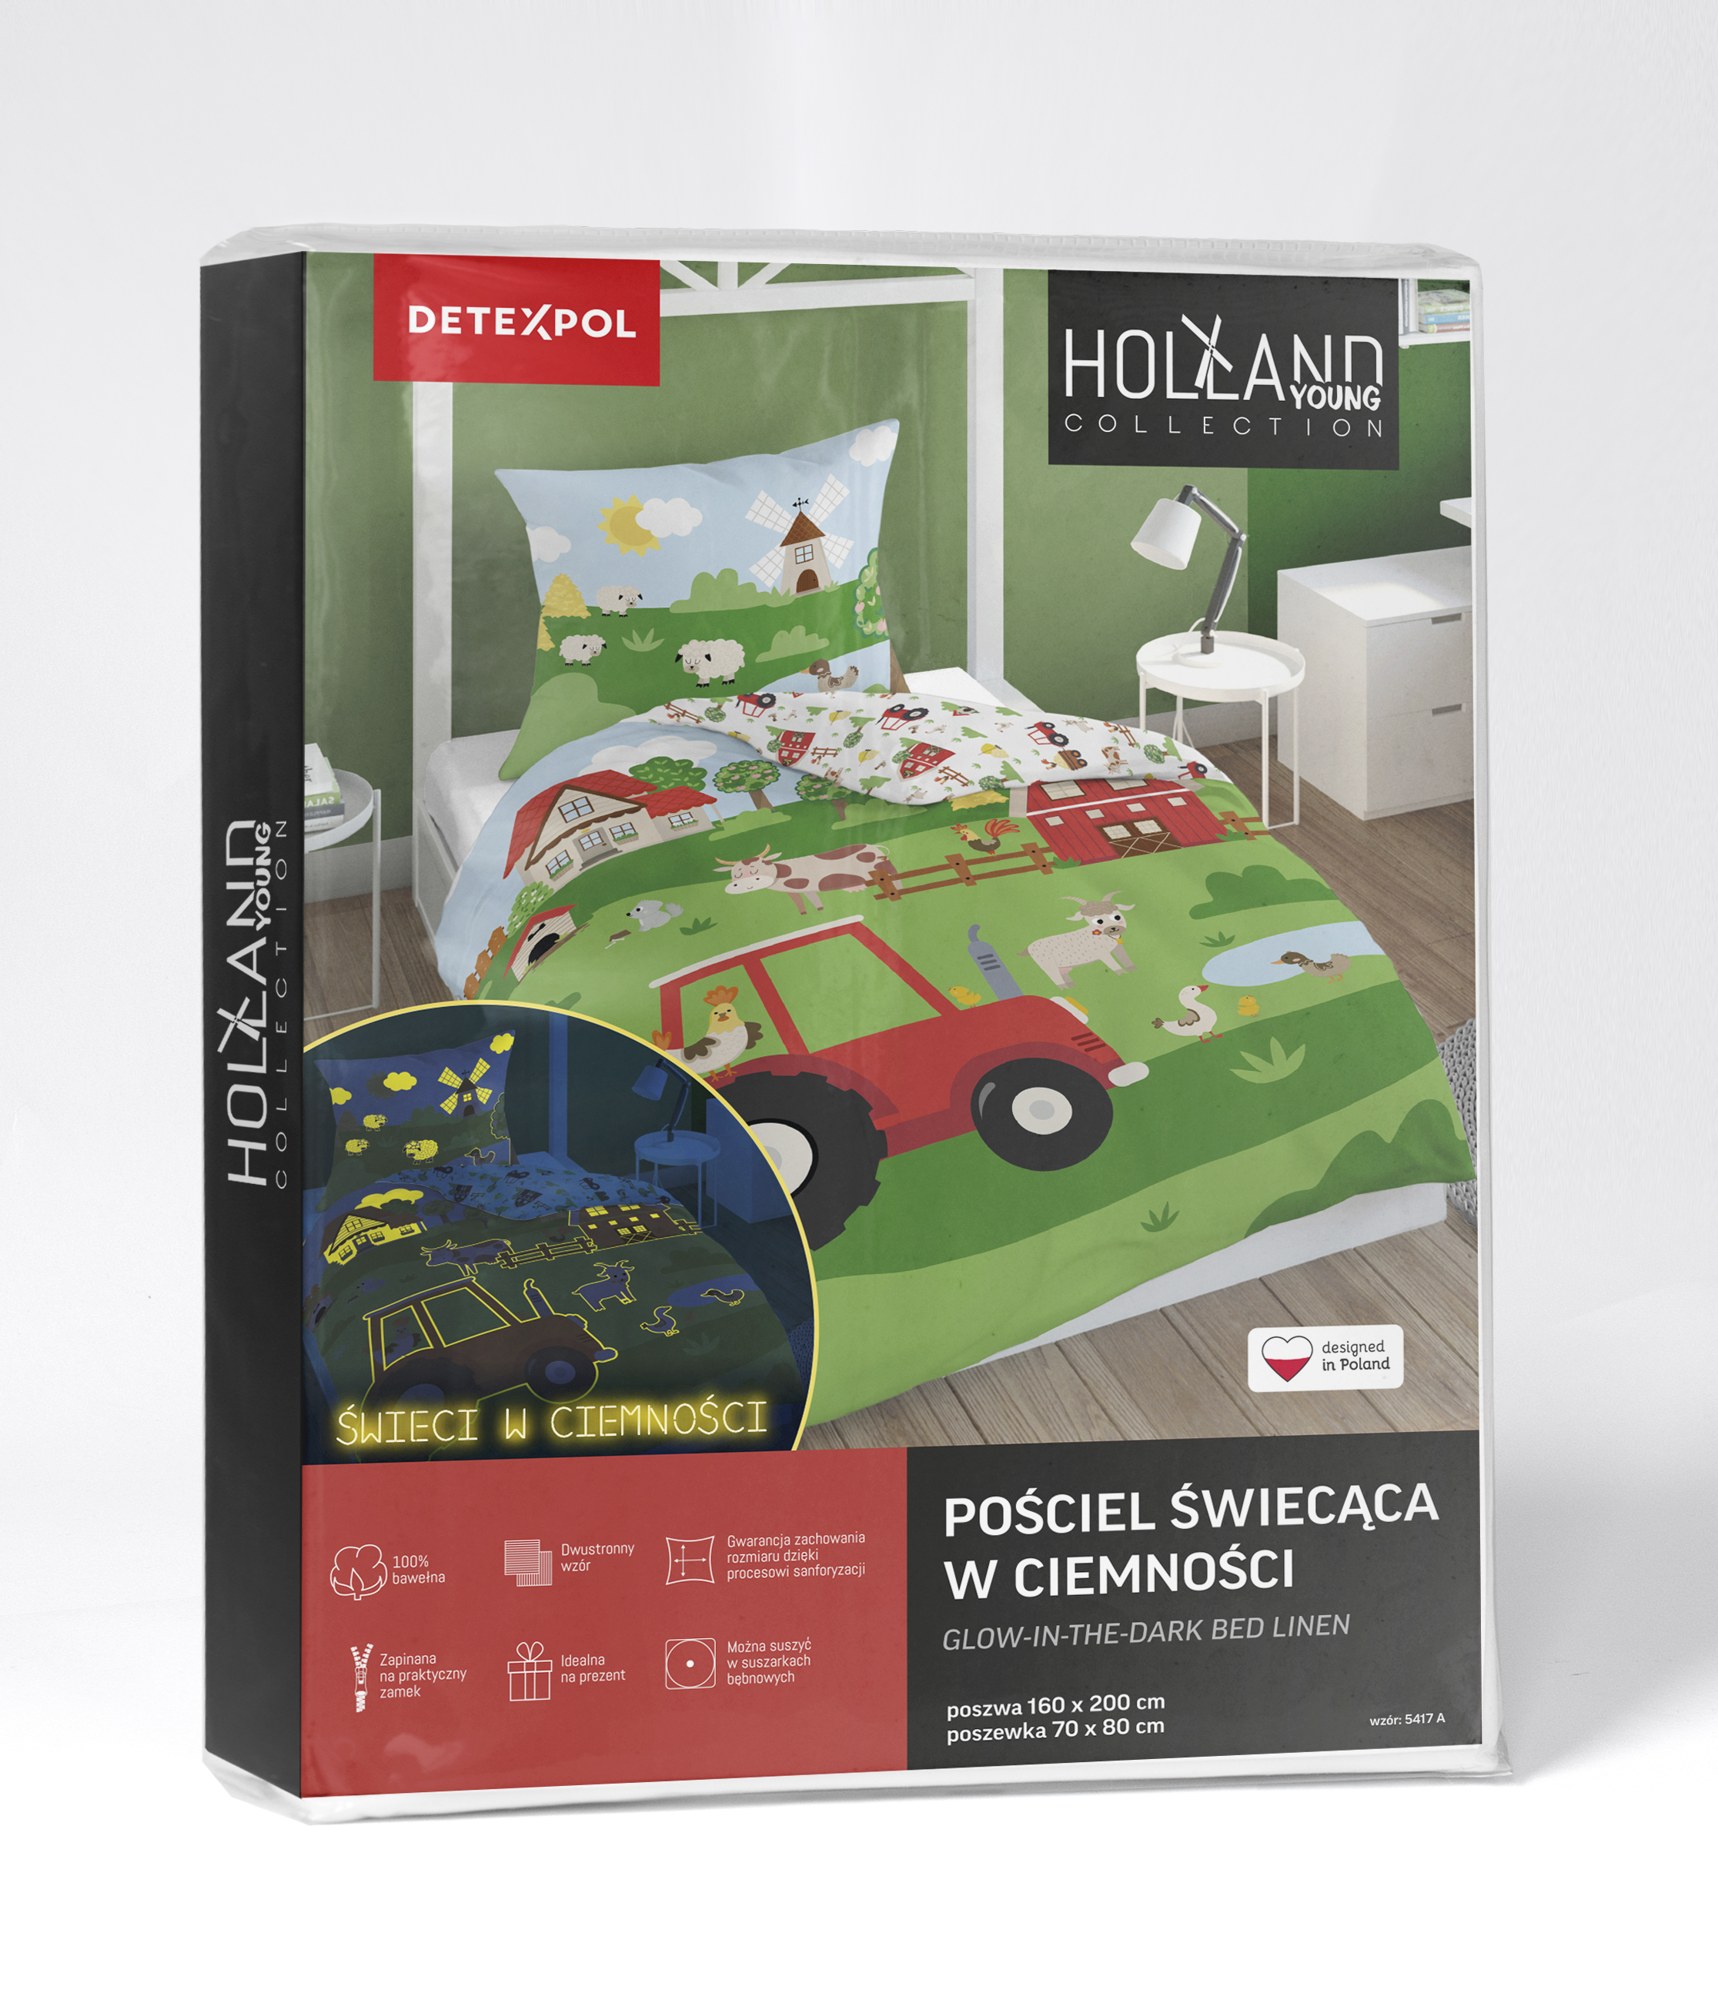 DETEXPOL
HOLLAND
YOUNG
COLLECTION
HOLLAND
YOUNG
COLLECTION
designed
in Poland
ŚWIECI W CIEMNOŚCI
100%
bawełna
Dwustronny
wzór
Gwarancja zachowania
rozmiaru dzięki
procesowi sanforyzacji
Zapinana
na praktyczny
zamek
Idealna
na prezent
Można suszyć
w suszarkach
bębnowych
POŚCIEL ŚWIECĄCA
W CIEMNOŚCI
GLOW-IN-THE-DARK BED LINEN
poszwa 160 x 200 cm
poszewka 70 x 80 cm
wzór: 5417 A